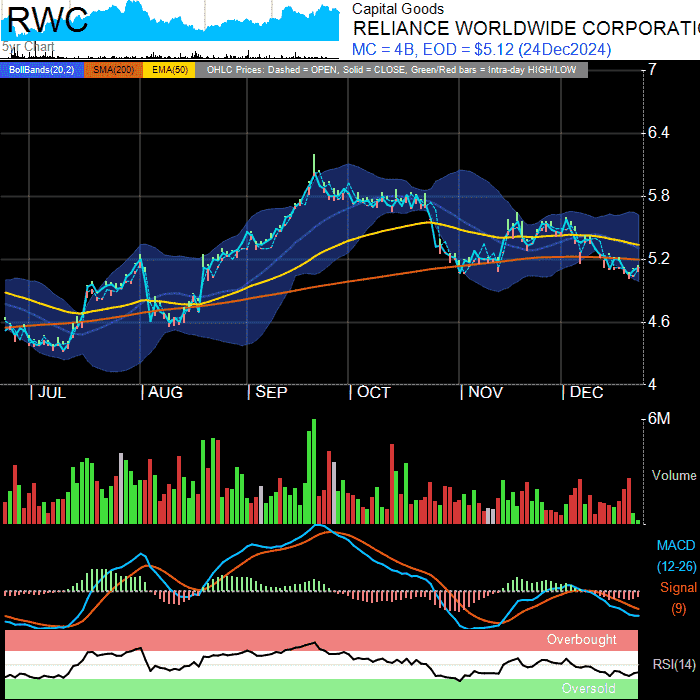 RWC
5yr Chart
Capital Goods
RELIANCE WORLDWIDE CORPORATI
MC = 4B, EOD = $5.12 (24Dec2024)
BollBands(20,2) SMA(200) EMA(50) OHLC Prices: Dashed = OPEN, Solid = CLOSE, Green/Red bars = Intra-day HIGH/LOW
7
6.4
5.8
5.2
4.6
4
| JUL | AUG | SEP | OCT | NOV | DEC
6M
Volume
MACD
(12-26)
Signal
(9)
Overbought
RSI(14)
Oversold